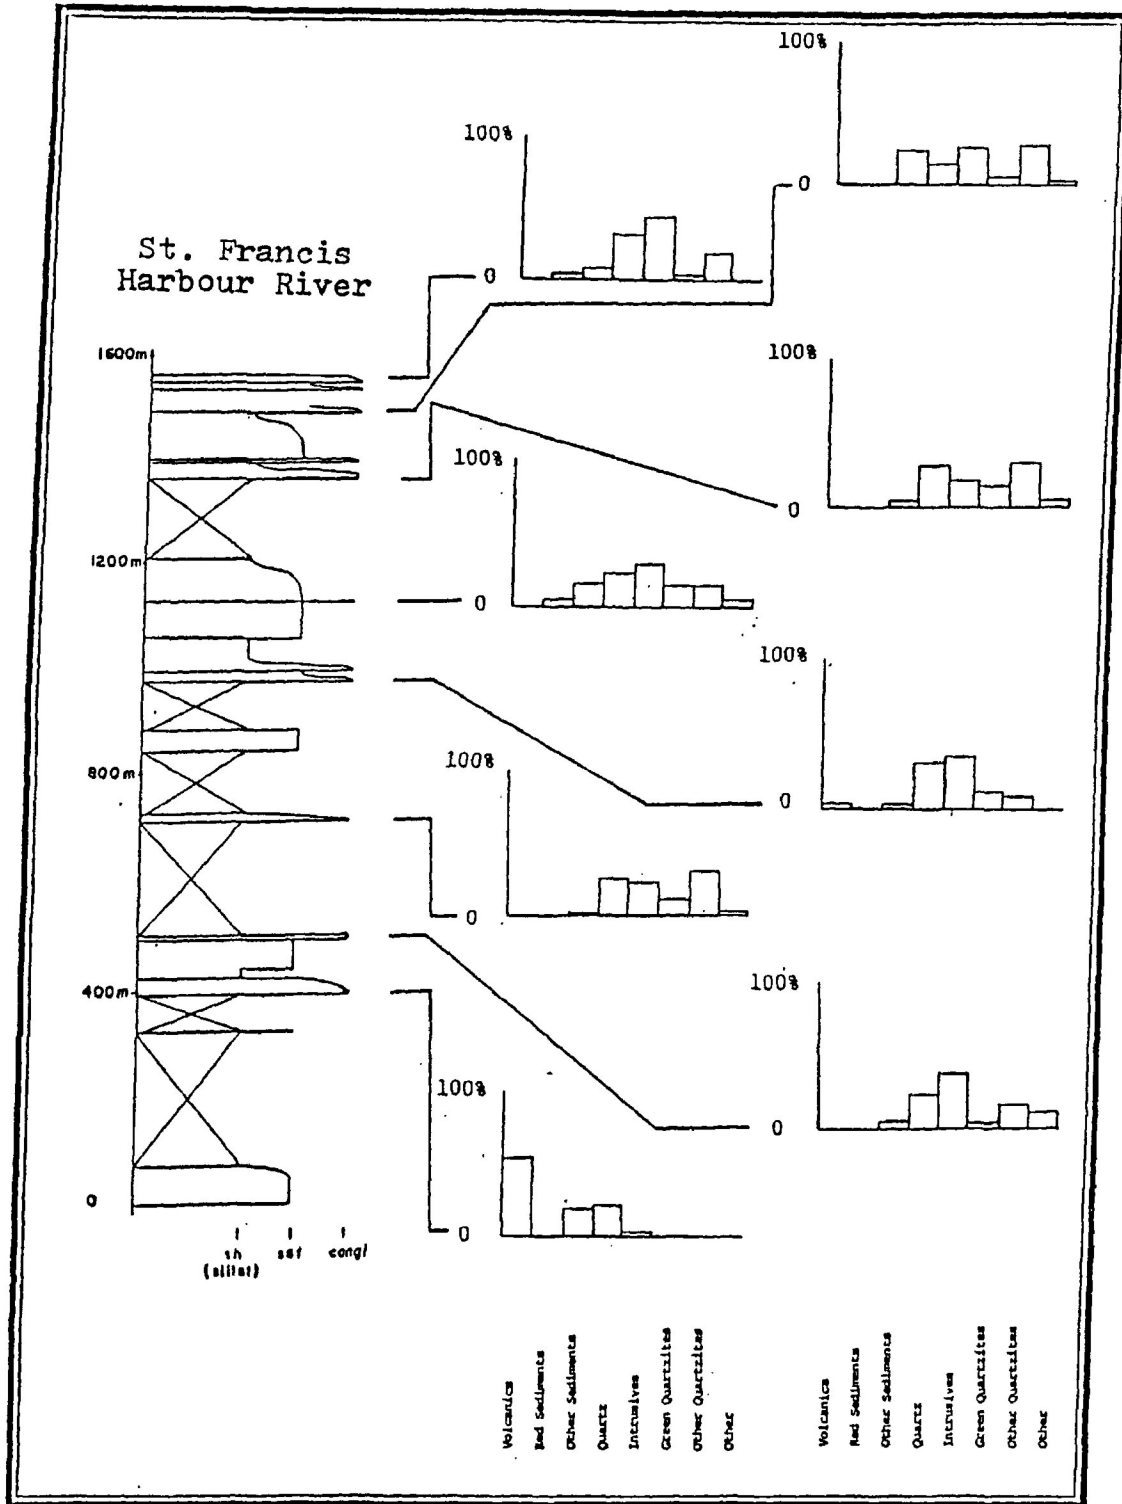 100%
0
100%
0
St. Francis
Harbour River
1600m
1200m
800m
400m
0
sh
(siltst)
sst
congl
100%
0
100%
0
100%
0
100%
0
100%
0
100%
0
Volcanics
Red Sediments
Other Sediments
Quartz
Intrusives
Green Quartzites
Other Quartzites
Other
Volcanics
Red Sediments
Other Sediments
Quartz
Intrusives
Green Quartzites
Other Quartzites
Other